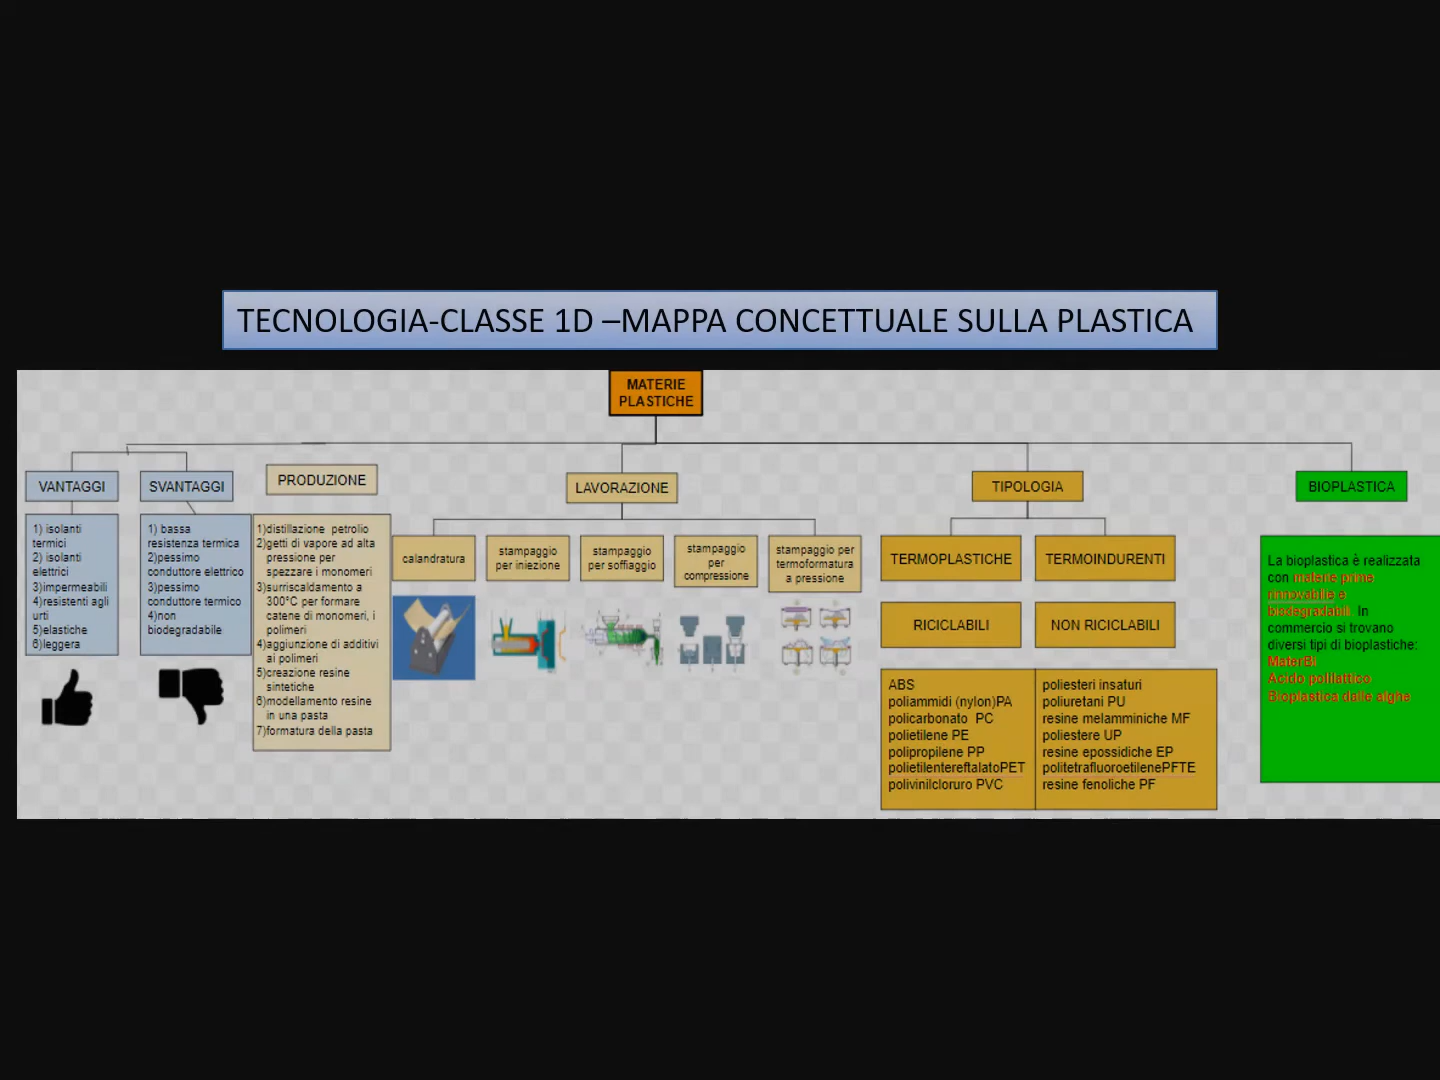 TECNOLOGIA-CLASSE 1D –MAPPA CONCETTUALE SULLA PLASTICA
MATERIE
PLASTICHE
VANTAGGI
1) isolanti
termici
2) isolanti
elettrici
3)impermeabili
4)resistenti agli
urti
5)elastiche
6)leggera
SVANTAGGI
1) bassa
resistenza termica
2)pessimo
conduttore elettrico
3)pessimo
conduttore termico
4)non
biodegradabile
PRODUZIONE
1)distillazione petrolio
2)getti di vapore ad alta
pressione per
spezzare i monomeri
3)surriscaldamento a
300°C per formare
catene di monomeri, i
polimeri
4)aggiunzione di additivi
ai polimeri
5)creazione resine
sintetiche
6)modellamento resine
in una pasta
7)formatura della pasta
LAVORAZIONE
calandratura
stampaggio
per iniezione
stampaggio
per soffiaggio
stampaggio
per
compressione
stampaggio per
termoformatura
a pressione
TIPOLOGIA
TERMOPLASTICHE
RICICLABILI
ABS
poliammidi (nylon)PA
policarbonato PC
polietilene PE
polipropilene PP
polietilentereftalatoPET
polivinilcloruro PVC
TERMOINDURENTI
NON RICICLABILI
poliesteri insaturi
poliuretani PU
resine melamminiche MF
poliestere UP
resine epossidiche EP
politetrafluoroetilenePFTE
resine fenoliche PF
BIOPLASTICA
La bioplastica è realizzata
con materie prime
rinnovabile e
biodegradabili. In
commercio si trovano
diversi tipi di bioplastiche:
MaterBi
Acido polilattico
Bioplastica dalle alghe